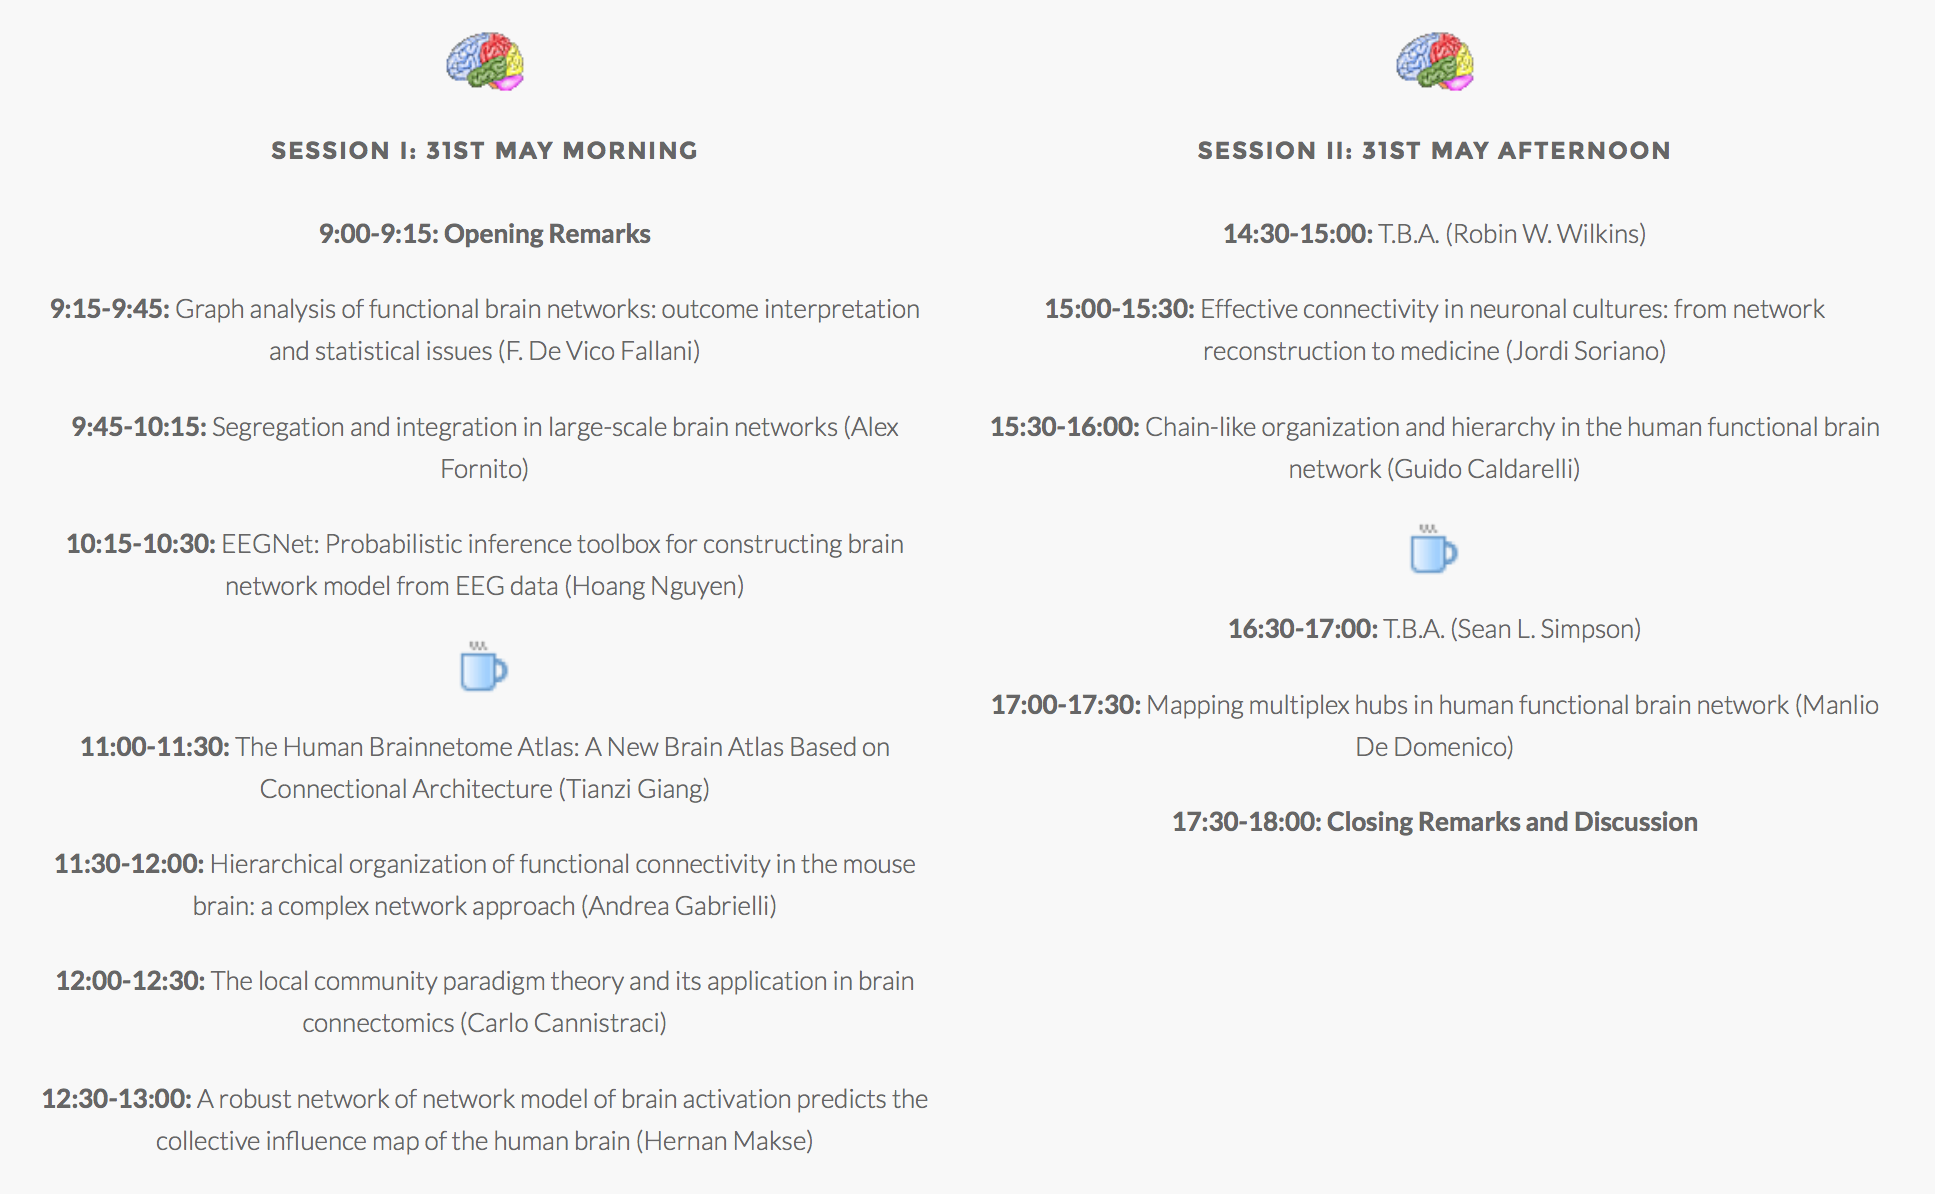 SESSION I: 31ST MAY MORNING
9:00-9:15: Opening Remarks
9:15-9:45: Graph analysis of functional brain networks: outcome interpretation
and statistical issues (F. De Vico Fallani)
9:45-10:15: Segregation and integration in large-scale brain networks (Alex
Fornito)
10:15-10:30: EEGNet: Probabilistic inference toolbox for constructing brain
network model from EEG data (Hoang Nguyen)
11:00-11:30: The Human Brainnetome Atlas: A New Brain Atlas Based on
Connectional Architecture (Tianzi Giang)
11:30-12:00: Hierarchical organization of functional connectivity in the mouse
brain: a complex network approach (Andrea Gabrielli)
12:00-12:30: The local community paradigm theory and its application in brain
connectomics (Carlo Cannistraci)
12:30-13:00: A robust network of network model of brain activation predicts the
collective influence map of the human brain (Hernan Makse)
SESSION II: 31ST MAY AFTERNOON
14:30-15:00: T.B.A. (Robin W. Wilkins)
15:00-15:30: Effective connectivity in neuronal cultures: from network
reconstruction to medicine (Jordi Soriano)
15:30-16:00: Chain-like organization and hierarchy in the human functional brain
network (Guido Caldarelli)
16:30-17:00: T.B.A. (Sean L. Simpson)
17:00-17:30: Mapping multiplex hubs in human functional brain network (Manlio
De Domenico)
17:30-18:00: Closing Remarks and Discussion